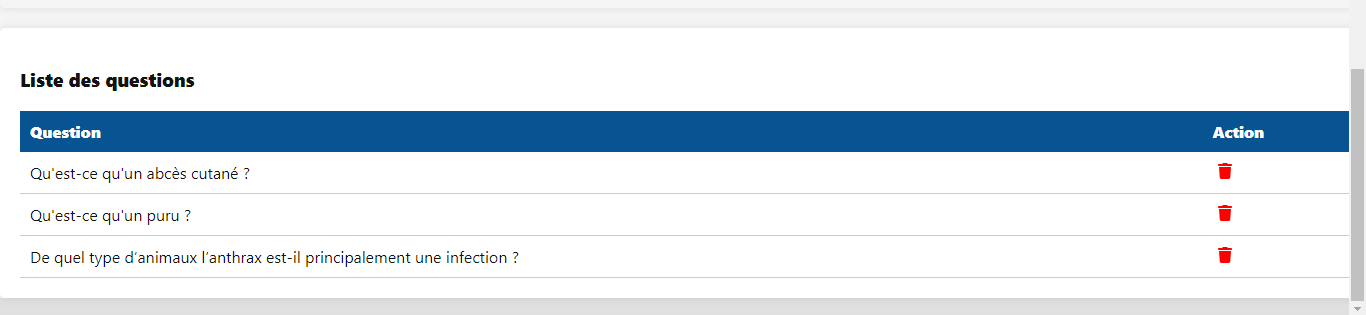 Liste des questions
Question Action
Qu'est-ce qu'un abcès cutané ?
Qu'est-ce qu'un puru ?
De quel type d’animaux l’anthrax est-il principalement une infection ?